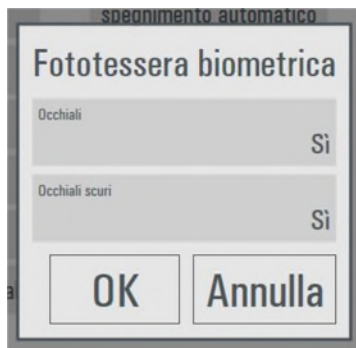 spegnimento automatico
Fototessera biometrica
Occhiali
Sì
Occhiali scuri
Sì
OK
Annulla
a